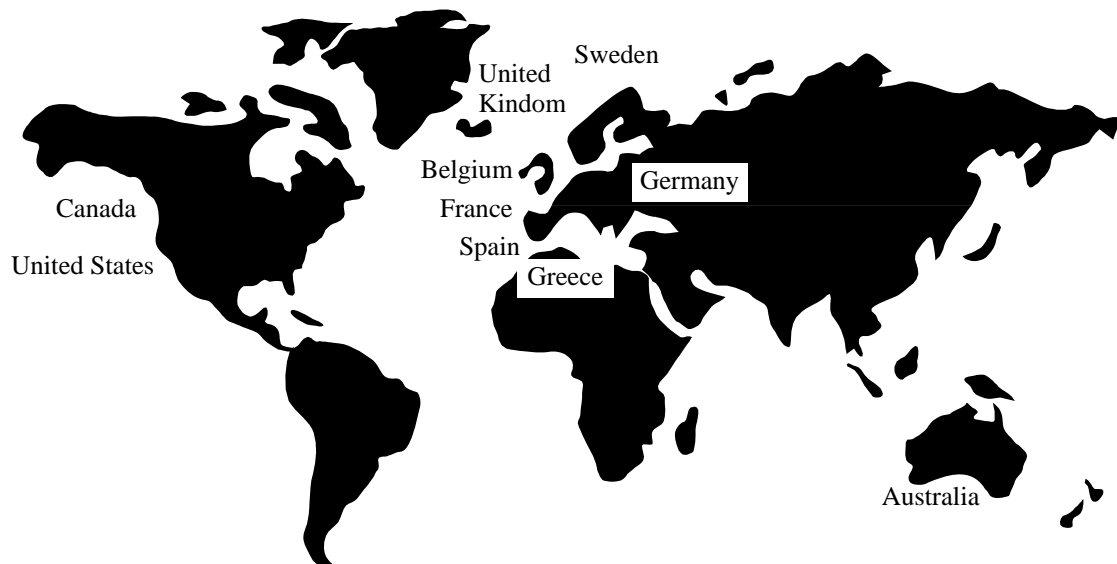 Sweden
United
Kindom
Belgium
Germany
Canada
France
Spain
United States
Greece
Australia